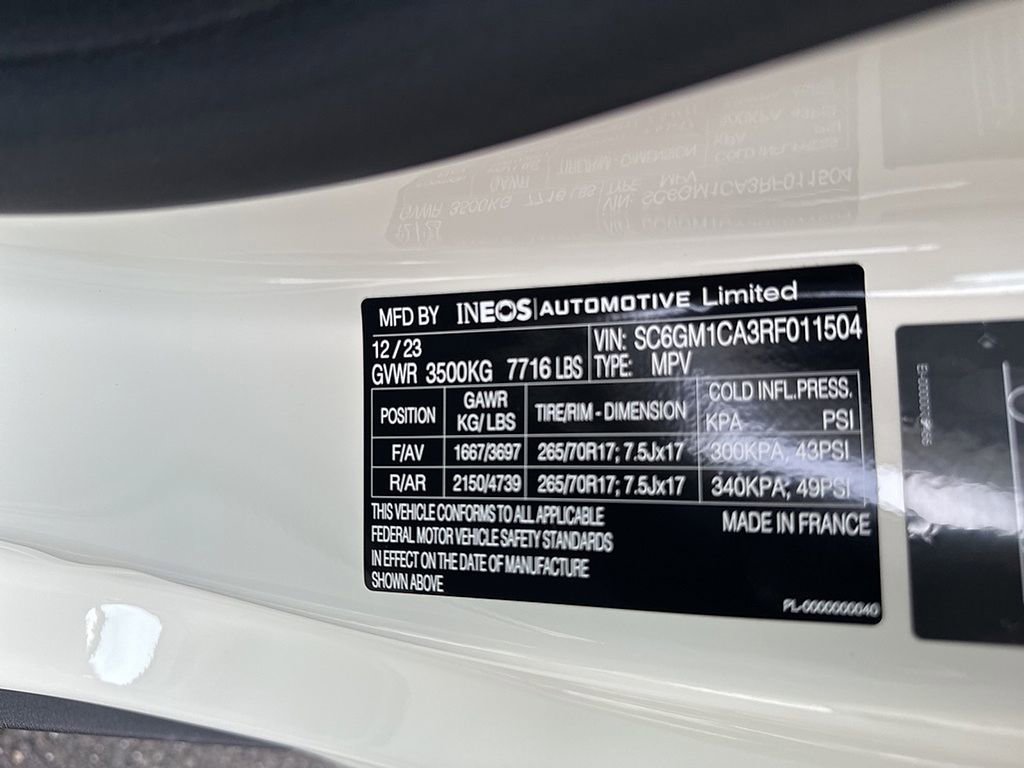 MFD BY INEOS | AUTOMOTIVE Limited
12/23
GVWR 3500KG 7716 LBS
VIN: SC6GM1CA3RF011504
TYPE: MPV
POSITION GAWR KG/LBS TIRE/RIM - DIMENSION COLD INFL.PRESS. KPA PSI
F/AV 1667/3697 265/70R17; 7.5Jx17 300KPA, 43PSI
R/AR 2150/4739 265/70R17; 7.5Jx17 340KPA, 49PSI
THIS VEHICLE CONFORMS TO ALL APPLICABLE
FEDERAL MOTOR VEHICLE SAFETY STANDARDS
IN EFFECT ON THE DATE OF MANUFACTURE
SHOWN ABOVE
MADE IN FRANCE
PL-0000000040